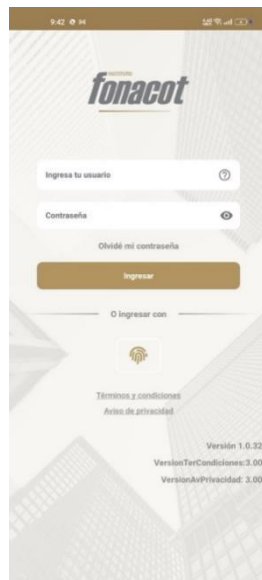 9:42
instituto
fonacot
Ingresa tu usuario
Contraseña
Olvidé mi contraseña
Ingresar
O ingresar con
Términos y condiciones
Aviso de privacidad
Versión 1.0.32
VersionTerCondiciones:3.00
VersionAvPrivacidad: 3.00